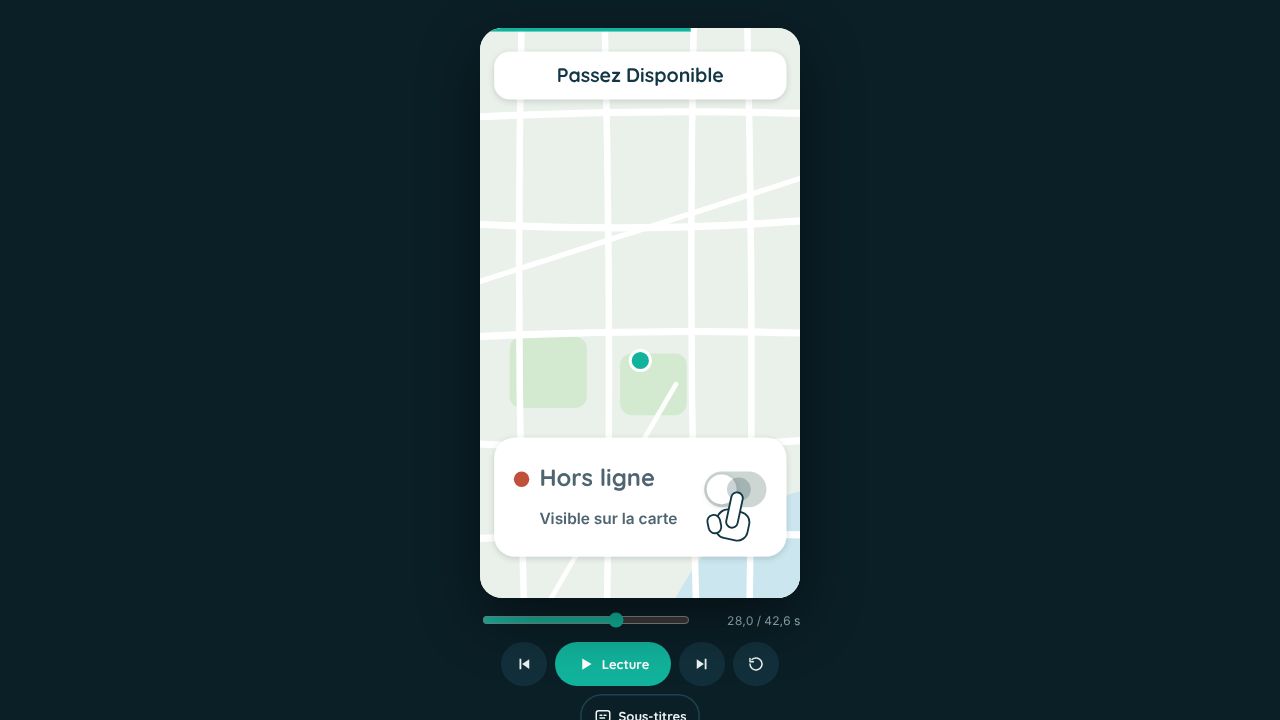 Passez Disponible
Hors ligne
Visible sur la carte
28,0 / 42,6 s
Lecture
Sous-titres